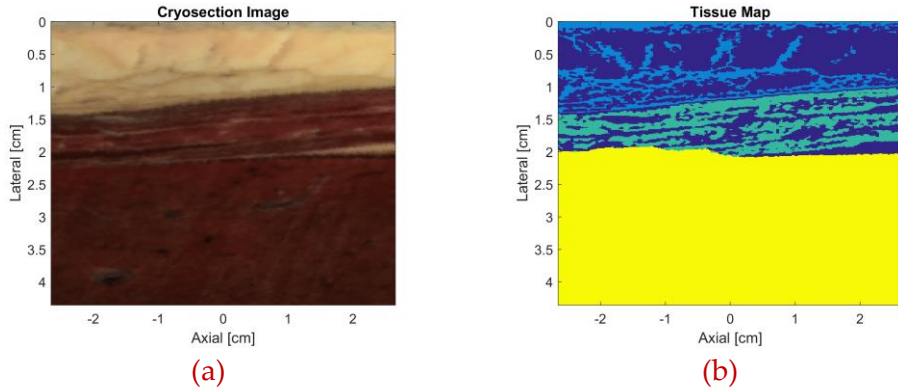 Cryosection Image
0
0.5
1
1.5
2
2.5
3
3.5
4
Lateral [cm]
-2 -1 0 1 2
Axial [cm]
(a)
Tissue Map
0
0.5
1
1.5
2
2.5
3
3.5
4
Lateral [cm]
-2 -1 0 1 2
Axial [cm]
(b)